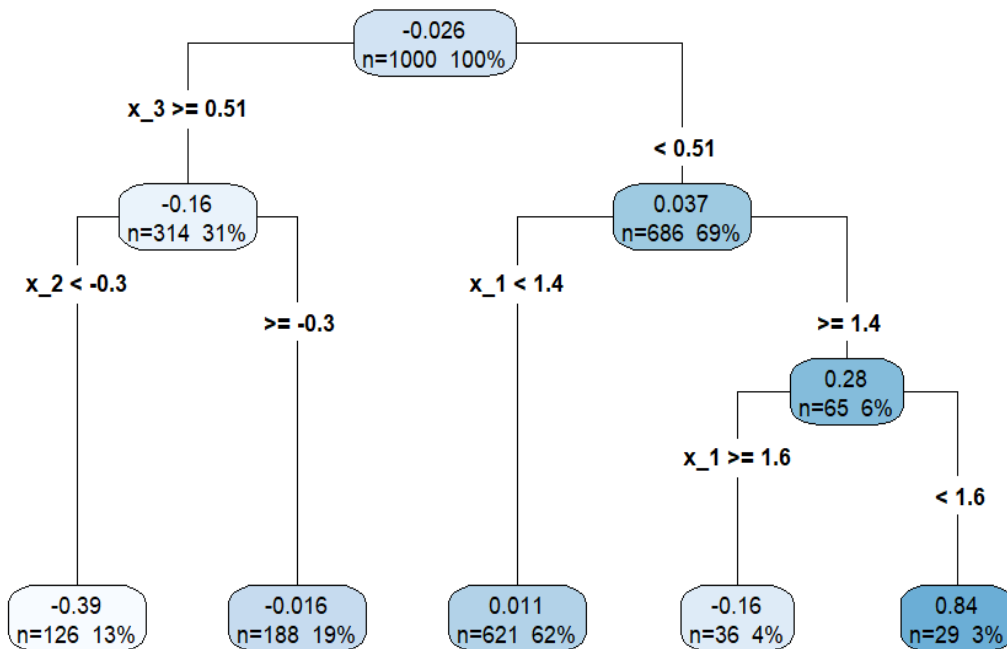 -0.026
n=1000 100%
x_3 >= 0.51
< 0.51
-0.16
n=314 31%
0.037
n=686 69%
x_2 < -0.3
>= -0.3
x_1 < 1.4
>= 1.4
0.28
n=65 6%
x_1 >= 1.6
< 1.6
-0.39
n=126 13%
-0.016
n=188 19%
0.011
n=621 62%
-0.16
n=36 4%
0.84
n=29 3%